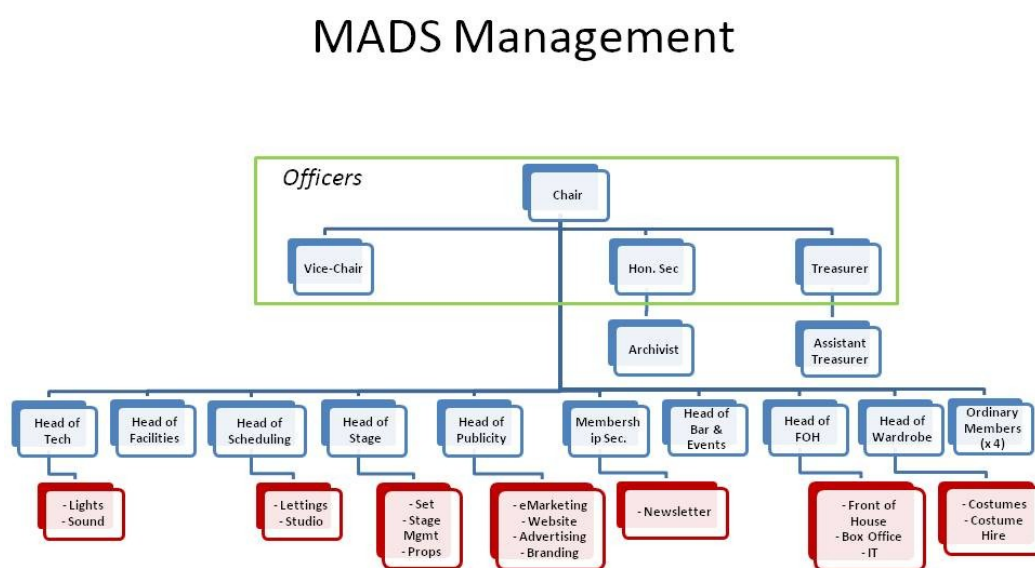 MADS Management
Officers
Chair
Vice-Chair
Hon. Sec
Treasurer
Archivist
Assistant
Treasurer
Head of
Tech
Head of
Facilities
Head of
Scheduling
Head of
Stage
Head of
Publicity
Membersh
ip Sec.
Head of
Bar &
Events
Head of
FOH
Head of
Wardrobe
Ordinary
Members
(x 4)
- Lights
- Sound
- Lettings
- Studio
- Set
- Stage
Mgmt
- Props
- eMarketing
- Website
- Advertising
- Branding
- Newsletter
- Front of
House
- Box Office
- IT
- Costumes
- Costume
Hire